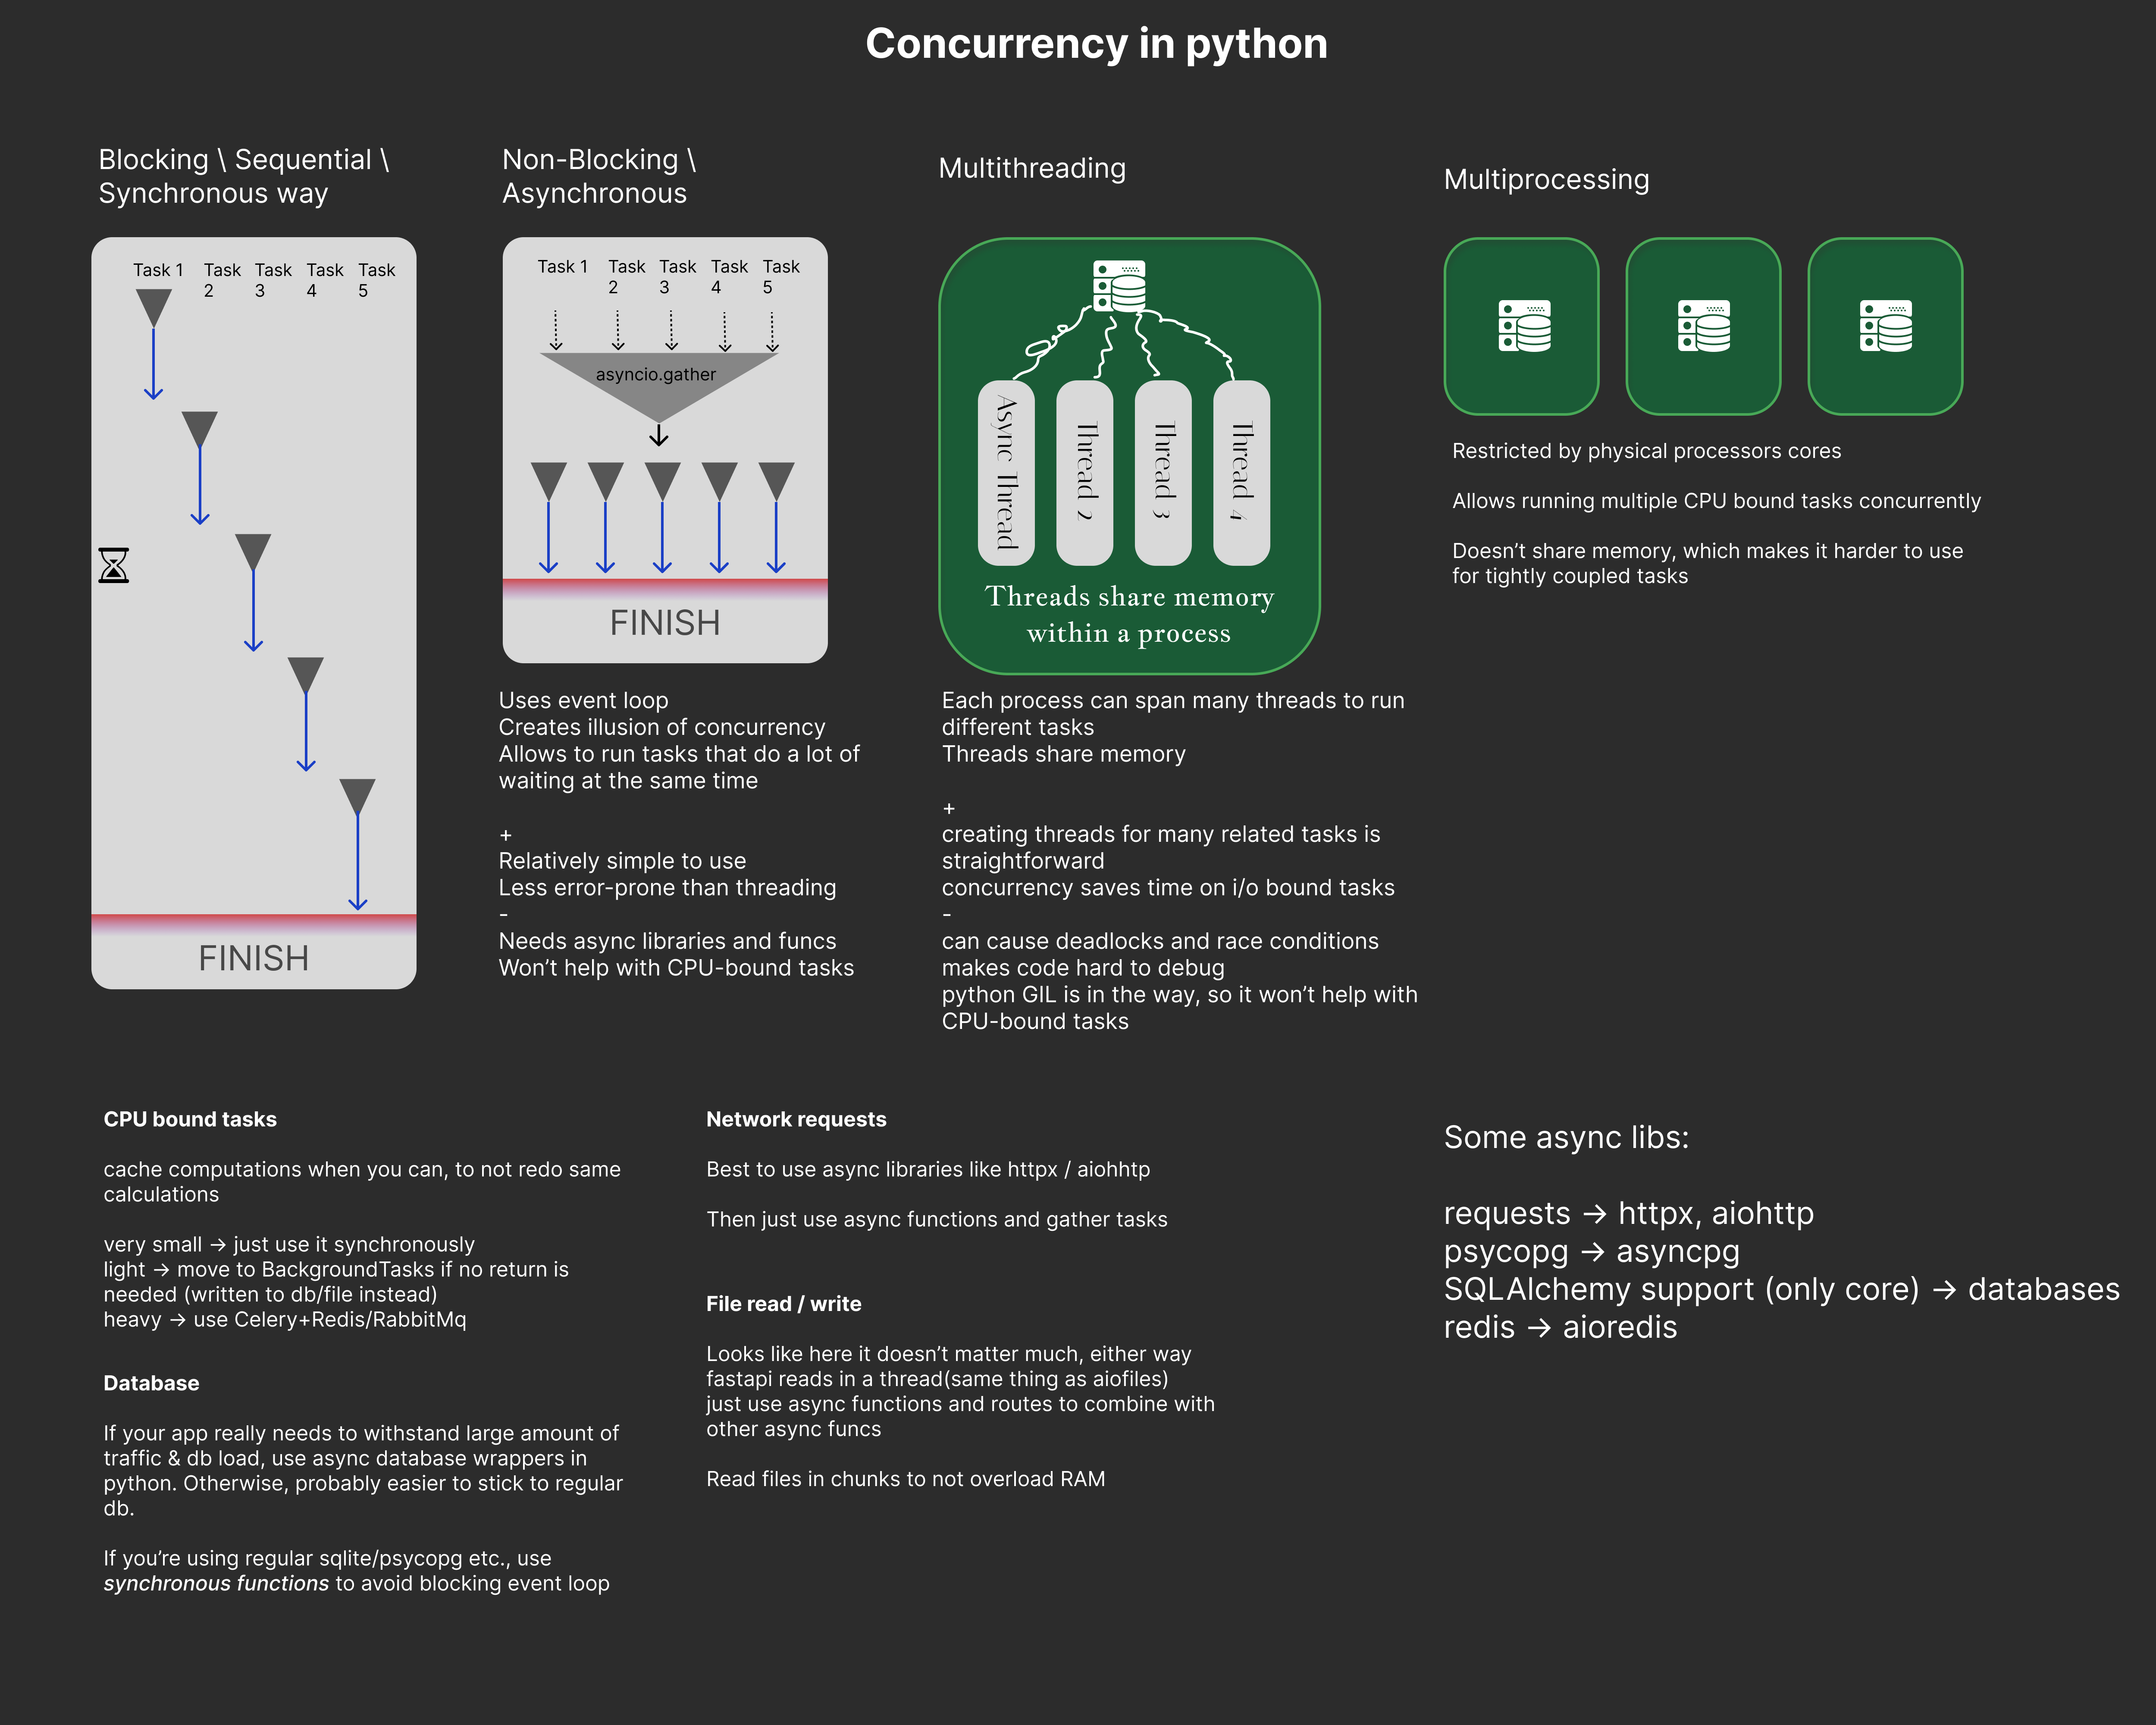 Concurrency in python
Blocking \ Sequential \
Synchronous way
Task 1
Task
2
Task
3
Task
4
Task
5
FINISH
Non-Blocking \
Asynchronous
Task 1
Task
2
Task
3
Task
4
Task
5
asyncio.gather
FINISH
Uses event loop
Creates illusion of concurrency
Allows to run tasks that do a lot of
waiting at the same time
+
Relatively simple to use
Less error-prone than threading
-
Needs async libraries and funcs
Won’t help with CPU-bound tasks
Multithreading
Async Thread
Thread 2
Thread 3
Thread 4
Threads share memory
within a process
Each process can span many threads to run
different tasks
Threads share memory
+
creating threads for many related tasks is
straightforward
concurrency saves time on i/o bound tasks
-
can cause deadlocks and race conditions
makes code hard to debug
python GIL is in the way, so it won’t help with
CPU-bound tasks
Multiprocessing
Restricted by physical processors cores
Allows running multiple CPU bound tasks concurrently
Doesn’t share memory, which makes it harder to use
for tightly coupled tasks
CPU bound tasks
cache computations when you can, to not redo same
calculations
very small → just use it synchronously
light → move to BackgroundTasks if no return is
needed (written to db/file instead)
heavy → use Celery+Redis/RabbitMq
Database
If your app really needs to withstand large amount of
traffic & db load, use async database wrappers in
python. Otherwise, probably easier to stick to regular
db.
If you’re using regular sqlite/psycopg etc., use
synchronous functions to avoid blocking event loop
Network requests
Best to use async libraries like httpx / aiohhtp
Then just use async functions and gather tasks
File read / write
Looks like here it doesn’t matter much, either way
fastapi reads in a thread(same thing as aiofiles)
just use async functions and routes to combine with
other async funcs
Read files in chunks to not overload RAM
Some async libs:
requests → httpx, aiohttp
psycopg → asyncpg
SQLAlchemy support (only core) → databases
redis → aioredis